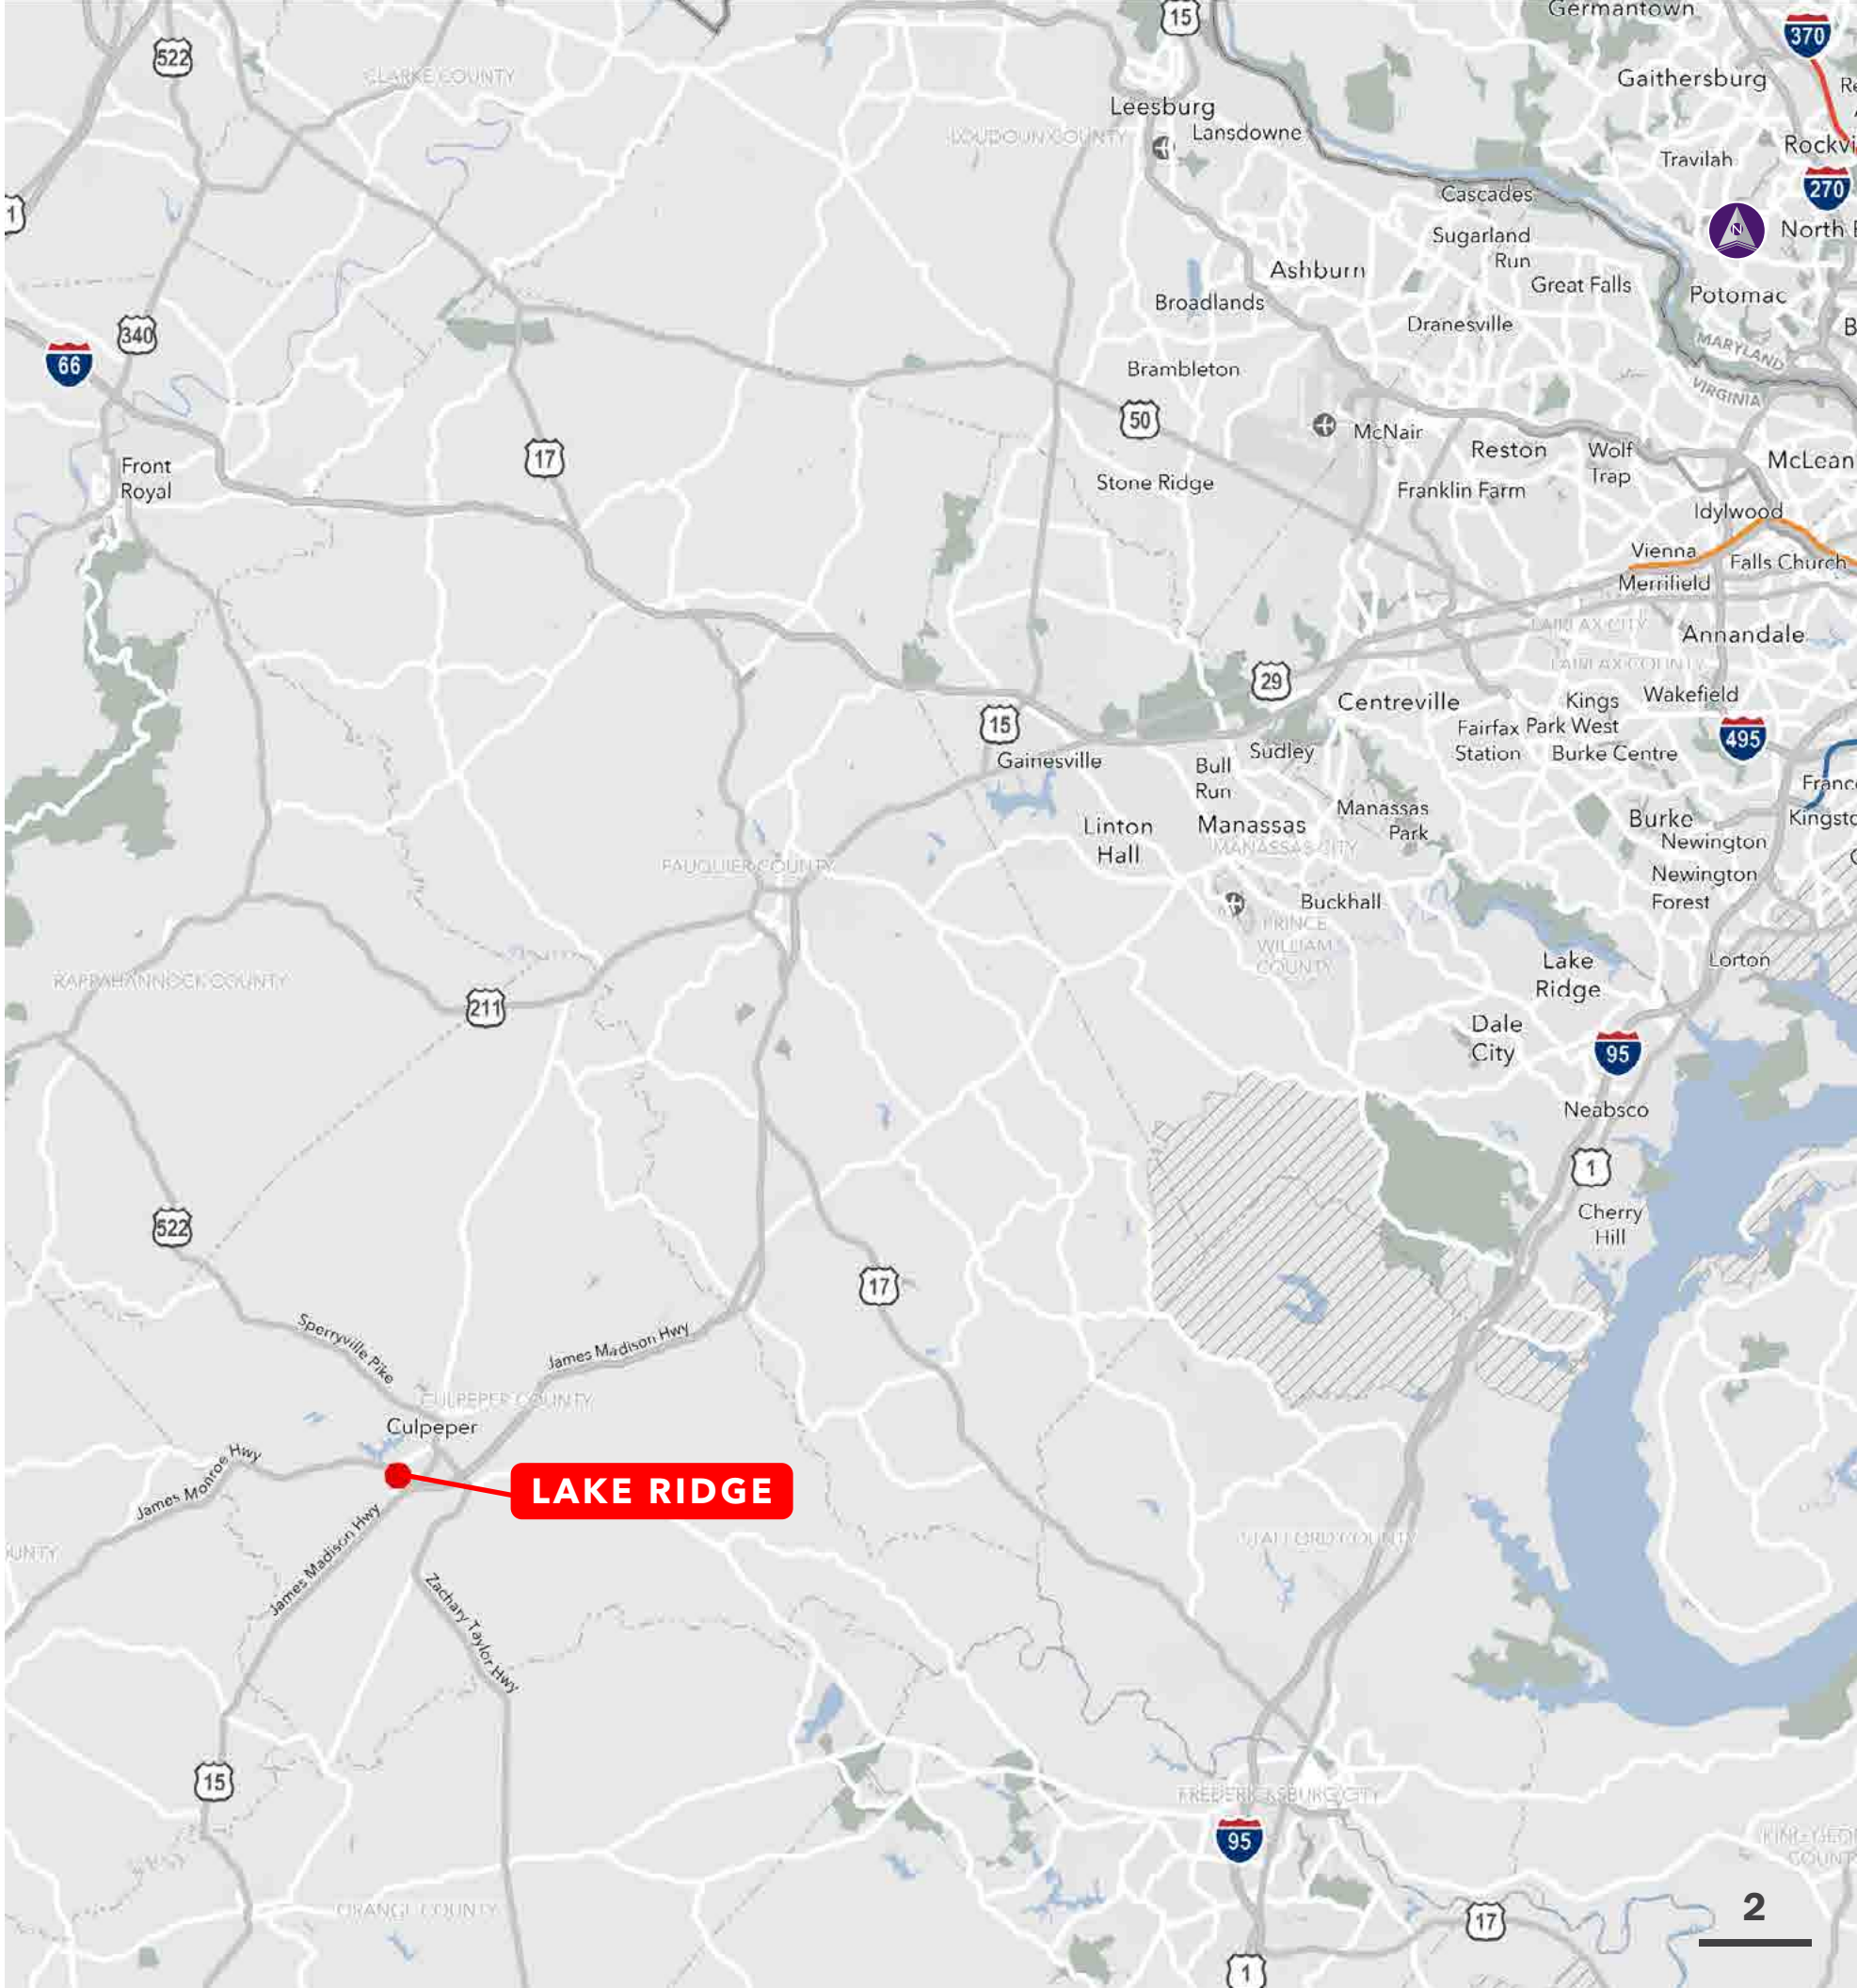 15
Germantown
370
522
CLARKE COUNTY
Gaithersburg
Leesburg
LOUDOUN COUNTY
Lansdowne
Travilah
Rockvi
270
Cascades
N
North
Sugarland
Run
Ashburn
Great Falls
Potomac
Broadlands
340
Dranesville
MARYLAND
66
Brambleton
VIRGINIA
50
McNair
17
Reston
Wolf
Trap
McLean
Front
Royal
Stone Ridge
Franklin Farm
Idylwood
Vienna
Falls Church
Merrifield
FAIRFAX CITY
Annandale
FAIRFAX COUNTY
29
Centreville
Kings
Park West
Wakefield
15
Fairfax
Station
Burke Centre
495
Gainesville
Sudley
Bull
Run
Franc
Manassas
Park
Linton
Hall
Manassas
MANASSAS CITY
Burke
Kingst
Newington
FAUQUIER COUNTY
Newington
Forest
Buckhall
PRINCE
WILLIAM
COUNTY
Lake
Ridge
Lorton
RAPPAHANNOCK COUNTY
211
Dale
City
95
Neabsco
1
522
Cherry
Hill
17
Sperryville Pike
James Madison Hwy
CULPEPER COUNTY
Culpeper
James Monroe Hwy
LAKE RIDGE
James Madison Hwy
UNTY
STAFFORD COUNTY
Zachary Taylor Hwy
15
FREDERICKSBURG CITY
95
KING GEO
COUNT
ORANGE COUNTY
17
2
1